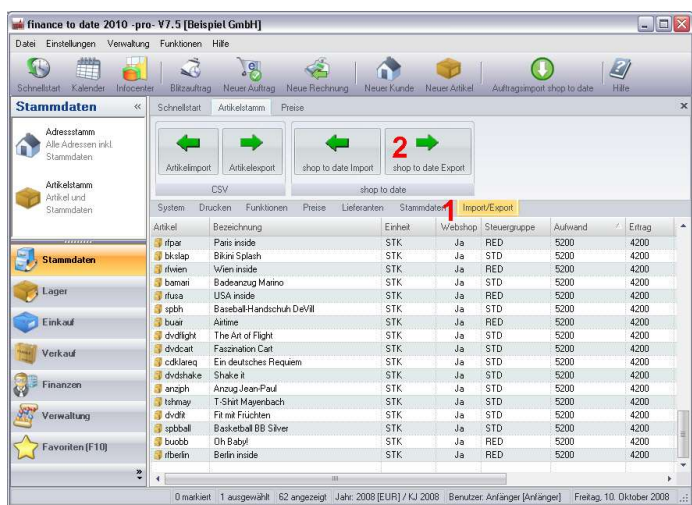 finance to date 2010 -pro- V7.5 [Beispiel GmbH]
Datei Einstellungen Verwaltung Funktionen Hilfe
Schnellstart Kalender Infocenter Blitzauftrag Neuer Auftrag Neue Rechnung Neuer Kunde Neuer Artikel Auftragsimport shop to date Hilfe
Stammdaten «
Schnellstart Artikelstamm Preise
Adressstamm
Alle Adressen inkl.
Stammdaten
Artikelstamm
Artikel und
Stammdaten
2
Artikelimport Artikelexport shop to date Import shop to date Export
CSV shop to date
1
System Drucken Funktionen Preise Lieferanten Stammdaten Import/Export
Artikel Bezeichnung Einheit Webshop Steuergruppe Aufwand Ertrag
rfpar Paris inside STK Ja RED 5200 4200
bkslap Bikini Splash STK Ja STD 5200 4200
rfwien Wien inside STK Ja RED 5200 4200
bamari Badeanzug Marino STK Ja STD 5200 4200
rfusa USA inside STK Ja RED 5200 4200
spbh Baseball-Handschuh DeVill STK Ja STD 5200 4200
buair Airtime STK Ja RED 5200 4200
dvdflight The Art of Flight STK Ja STD 5200 4200
dvdcart Faszination Cart STK Ja STD 5200 4200
cdklareq Ein deutsches Requiem STK Ja STD 5200 4200
dvdshake Shake it STK Ja STD 5200 4200
anzjph Anzug Jean-Paul STK Ja STD 5200 4200
tshmay T-Shirt Mayenbach STK Ja STD 5200 4200
dvdfit Fit mit Früchten STK Ja STD 5200 4200
spbball Basketball BB Silver STK Ja STD 5200 4200
buobb Oh Baby! STK Ja RED 5200 4200
rfberlin Berlin inside STK Ja RED 5200 4200
Stammdaten
Lager
Einkauf
Verkauf
Finanzen
Verwaltung
Favoriten (F10)
0 markiert 1 ausgewählt 62 angezeigt Jahr: 2008 [EUR] / KJ 2008 Benutzer: Anfänger [Anfänger] Freitag, 10. Oktober 2008